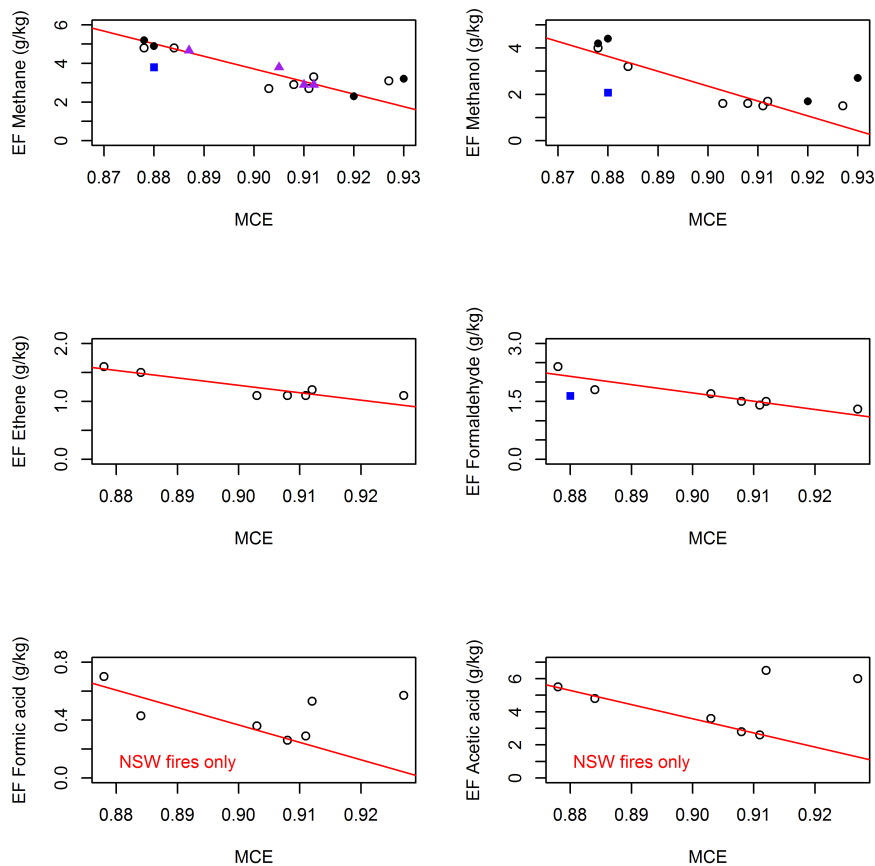 EF Methane (g/kg)
0 2 4 6
0.87 0.88 0.89 0.90 0.91 0.92 0.93
MCE
EF Methanol (g/kg)
0 2 4
0.87 0.88 0.89 0.90 0.91 0.92 0.93
MCE
EF Ethene (g/kg)
0.0 1.0 2.0
0.88 0.89 0.90 0.91 0.92
MCE
EF Formaldehyde (g/kg)
0.0 1.5 3.0
0.88 0.89 0.90 0.91 0.92
MCE
EF Formic acid (g/kg)
0.0 0.4 0.8
NSW fires only
0.88 0.89 0.90 0.91 0.92
MCE
EF Acetic acid (g/kg)
0 2 4 6
NSW fires only
0.88 0.89 0.90 0.91 0.92
MCE